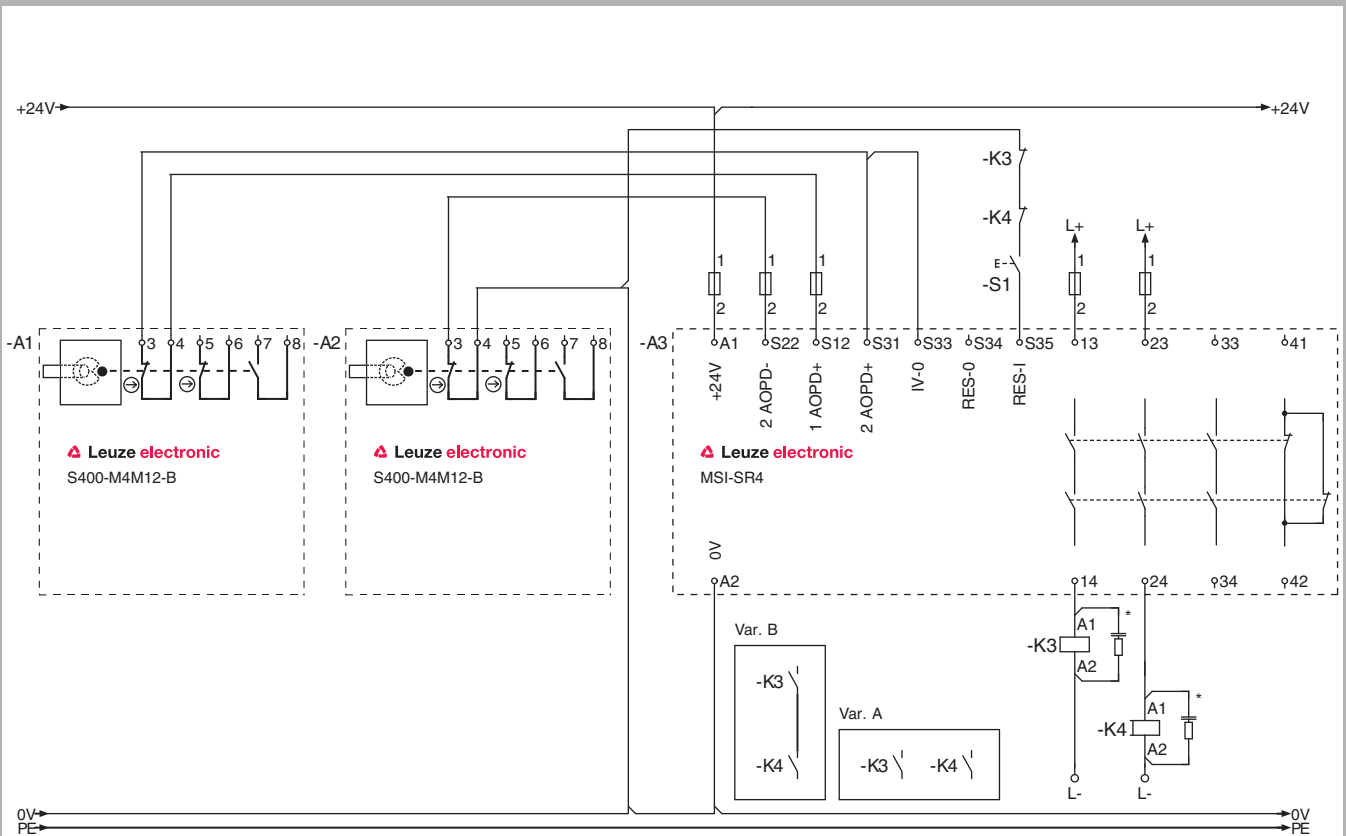 +24V +24V
-K3
-K4
L+ L+
E-
-S1
1 1 1 1 1
2 2 2 2 2
-A1 3 4 5 6 7 8
-A2 3 4 5 6 7 8
-A3 A1 S22 S12 S31 S33 S34 S35 13 23 33 41
+24V
2 AOPD-
1 AOPD+
2 AOPD+
IV-0
RES-0
RES-I
Leuze electronic
S400-M4M12-B
Leuze electronic
S400-M4M12-B
Leuze electronic
MSI-SR4
0V
A2 14 24 34 42
-K3 A1 *
A2
-K4 A1 *
A2
L- L-
Var. B
-K3
-K4
Var. A
-K3 -K4
0V 0V
PE PE